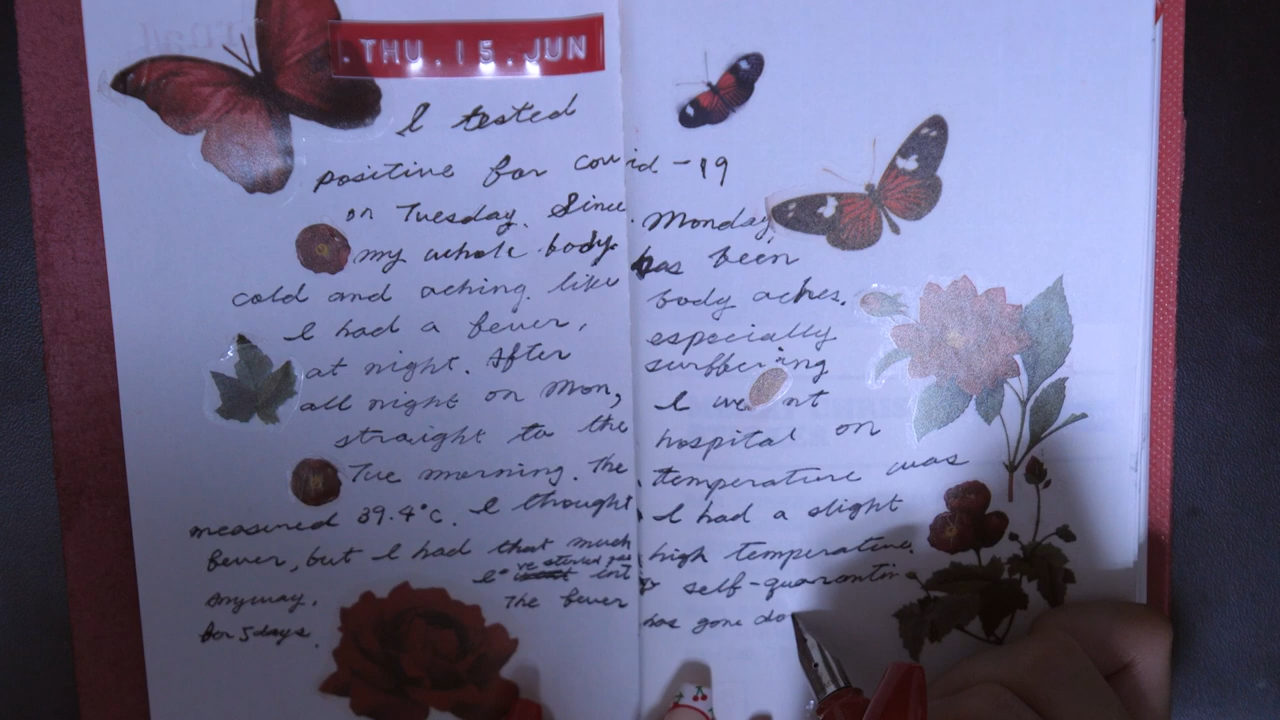 .THU.15.JUN
I tested
positive for covid-19
on Tuesday. Since Monday,
my whole body has been
cold and aching. like body aches.
I had a fever, especially
at night. After suffering
all night on Mon, I went
straight to the hospital on
Tue morning. The temperature was
measured 39.4°C. I thought I had a slight
fever, but I had that much high temperature.
Anyway. I've started self-quarantin
for 5days. The fever has gone do